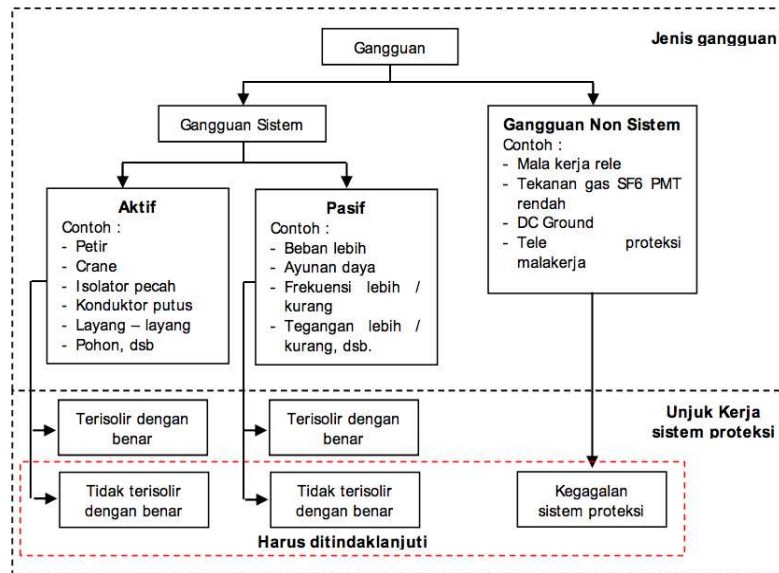 Jenis gangguan
Gangguan
Gangguan Sistem
Gangguan Non Sistem
Contoh :
- Mala kerja rele
- Tekanan gas SF6 PMT
rendah
- DC Ground
- Tele proteksi
malakerja
Aktif
Contoh :
- Petir
- Crane
- Isolator pecah
- Konduktor putus
- Layang – layang
- Pohon, dsb
Pasif
Contoh :
- Beban lebih
- Ayunan daya
- Frekuensi lebih /
kurang
- Tegangan lebih /
kurang, dsb.
Unjuk Kerja
sistem proteksi
Terisolir dengan
benar
Terisolir dengan
benar
Tidak terisolir
dengan benar
Tidak terisolir
dengan benar
Kegagalan
sistem proteksi
Harus ditindaklanjuti